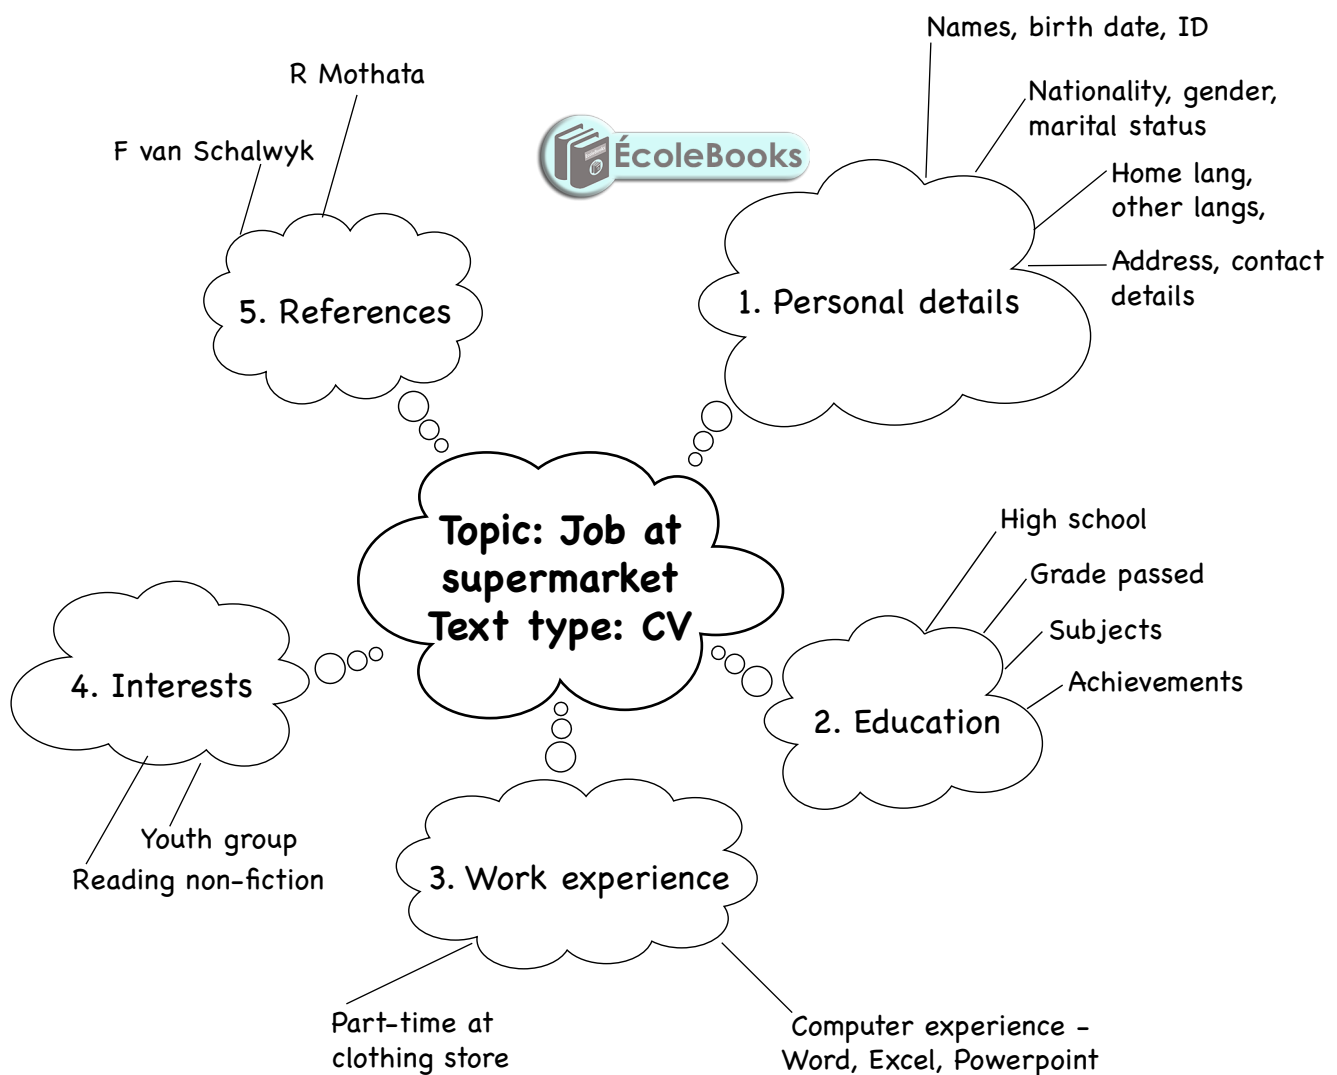 Names, birth date, ID
R Mothata
Nationality, gender,
marital status
F van Schalwyk
ÉcoleBooks
Home lang,
other langs,
Address, contact
details
5. References
1. Personal details
Topic: Job at
supermarket
Text type: CV
High school
Grade passed
Subjects
Achievements
4. Interests
2. Education
Youth group
Reading non-fiction
3. Work experience
Part-time at
clothing store
Computer experience -
Word, Excel, Powerpoint